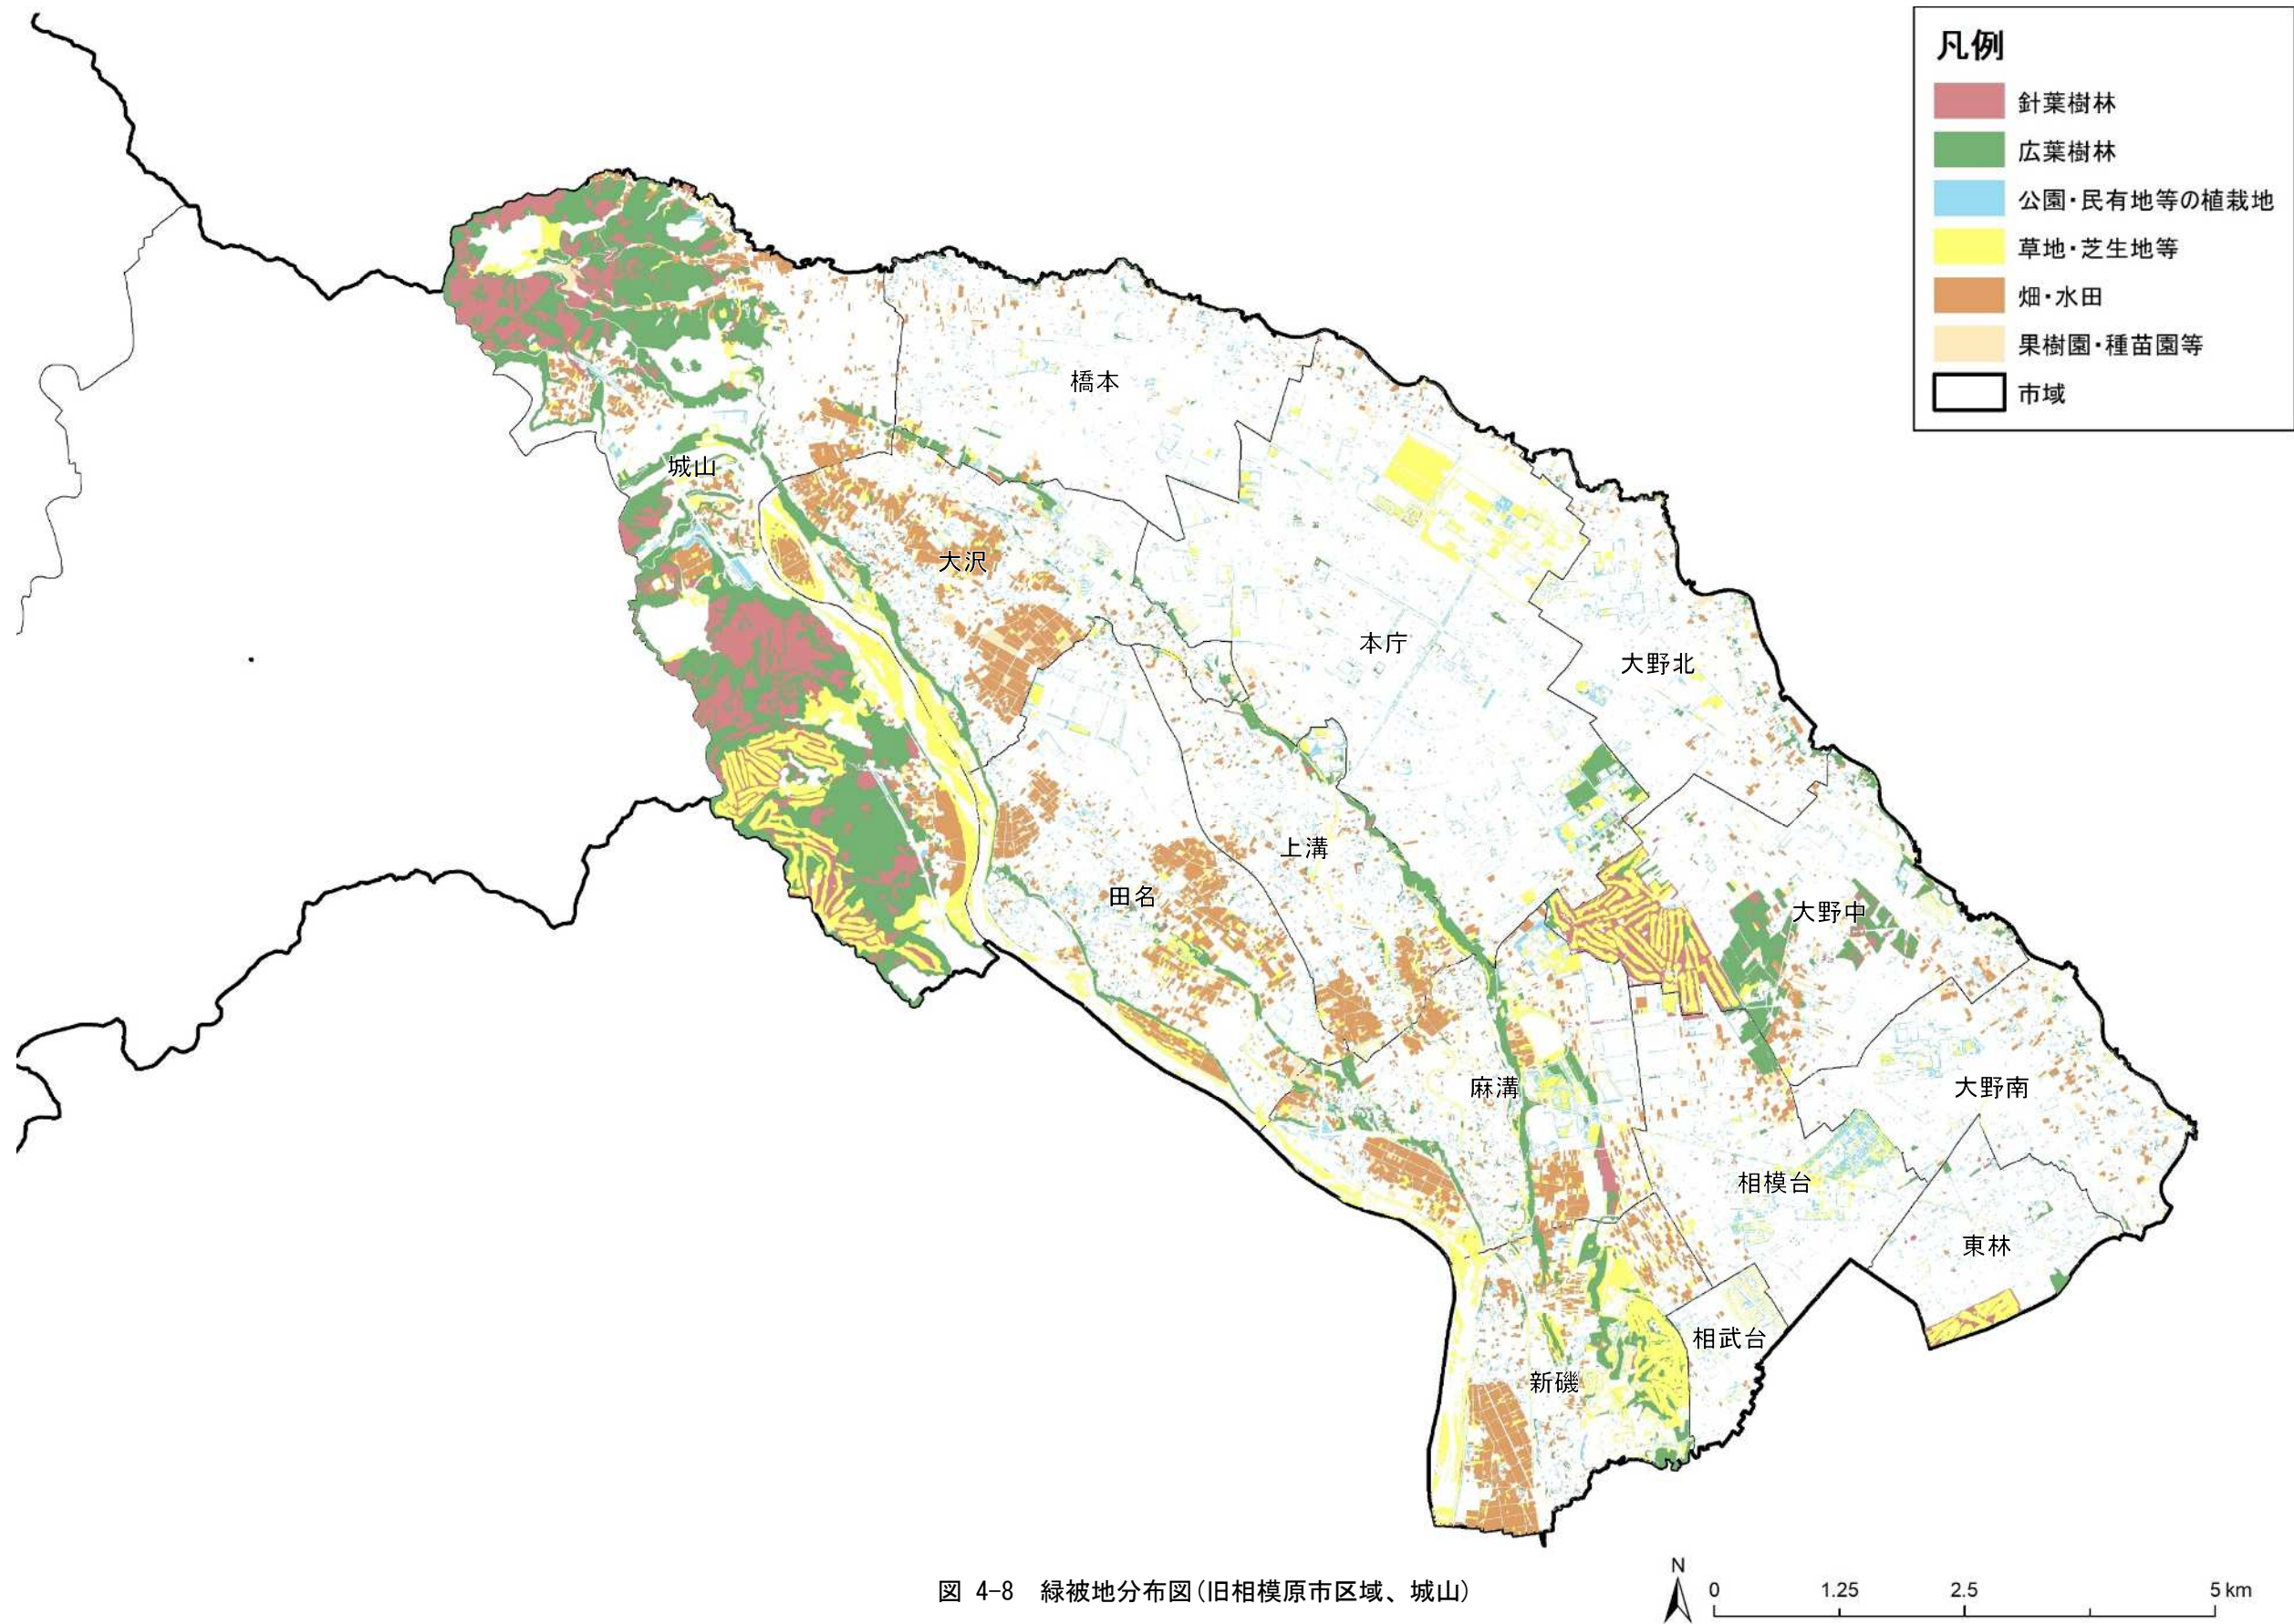 凡例
針葉樹林
広葉樹林
公園・民有地等の植栽地
草地・芝生地等
畑・水田
果樹園・種苗園等
市域
橋本
城山
大沢
本庁
大野北
上溝
田名
大野中
麻溝
大野南
相模台
東林
相武台
新磯
図 4-8 緑被地分布図(旧相模原市区域、城山)
N
0 1.25 2.5 5 km